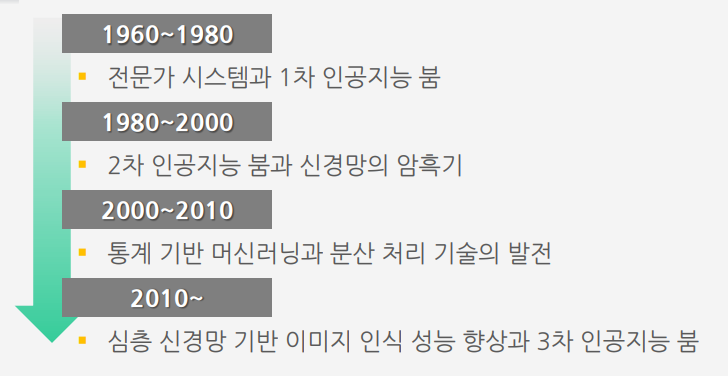 1960~1980
전문가 시스템과 1차 인공지능 붐
1980~2000
2차 인공지능 붐과 신경망의 암흑기
2000~2010
통계 기반 머신러닝과 분산 처리 기술의 발전
2010~
심층 신경망 기반 이미지 인식 성능 향상과 3차 인공지능 붐